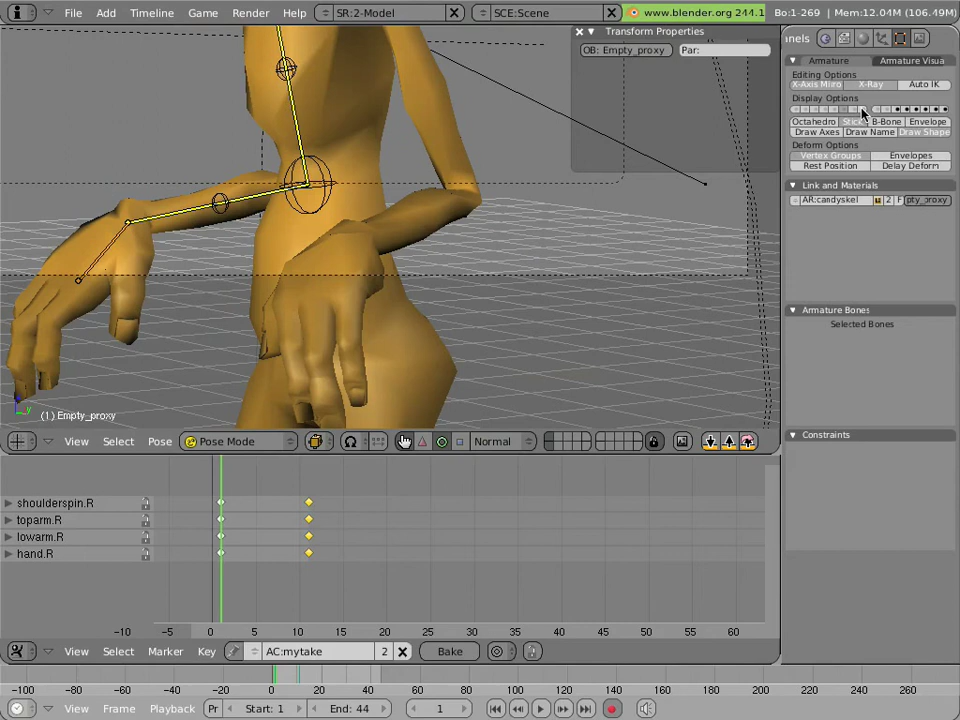 File Add Timeline Game Render Help SR:2-Model SCE:Scene www.blender.org 244.1 Bo:1-269 | Mem:12.04M (106.49M)
Transform Properties
OB: Empty_proxy Par:
anels
Armature Armature Visua
Editing Options
X-Axis Mirro X-Ray Auto IK
Display Options
Octahedro Stick B-Bone Envelope
Draw Axes Draw Name Draw Shape
Deform Options
Vertex Groups Envelopes
Rest Position Delay Deform
Link and Materials
AR:candyskel 2 F pty_proxy
Armature Bones
Selected Bones
Constraints
y
(1) Empty_proxy
View Select Pose Pose Mode Normal
shoulderspin.R
toparm.R
lowarm.R
hand.R
-10 -5 0 5 10 15 20 25 30 35 40 45 50 55 60
View Select Marker Key AC:mytake 2 Bake
-100 -80 -60 -40 -20 0 20 40 60 80 100 120 140 160 180 200 220 240 260
View Frame Playback Pr Start: 1 End: 44 1